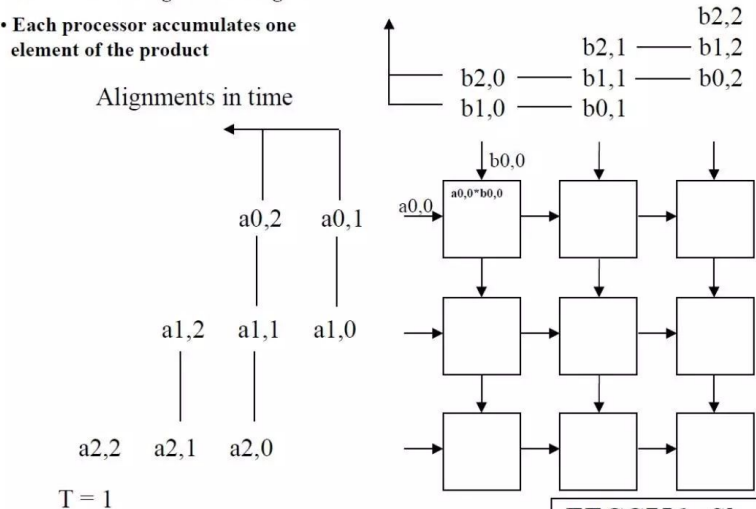 • Each processor accumulates one
element of the product
Alignments in time
b2,2
b2,1 b1,2
b2,0 b1,1 b0,2
b1,0 b0,1
b0,0
a0,0*b0,0
a0,0
a0,2 a0,1
a1,2 a1,1 a1,0
a2,2 a2,1 a2,0
T = 1